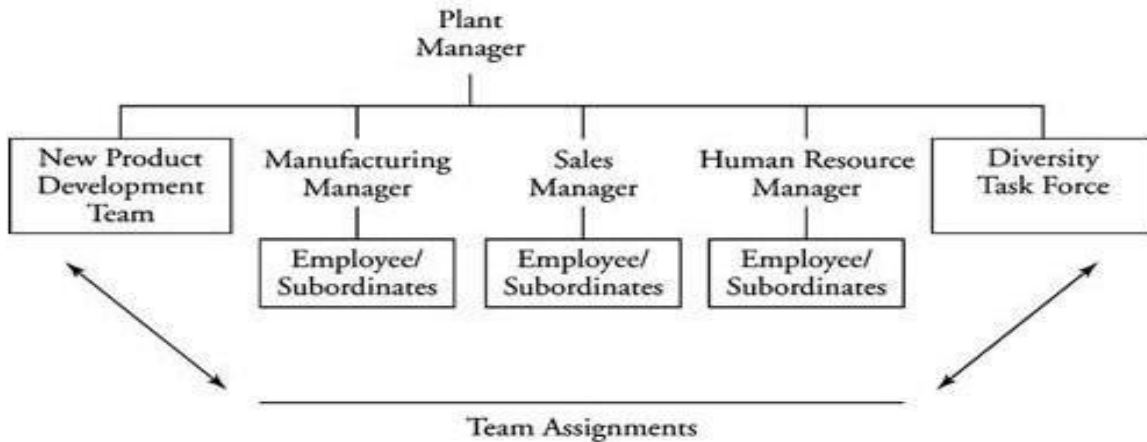 Plant
Manager
New Product
Development
Team
Manufacturing
Manager
Sales
Manager
Human Resource
Manager
Diversity
Task Force
Employee/
Subordinates
Employee/
Subordinates
Employee/
Subordinates
Team Assignments